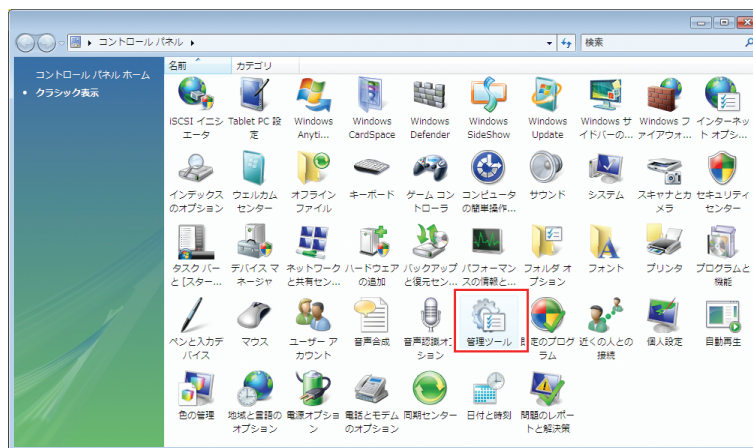 コントロール パネル
検索
コントロール パネル ホーム
クラシック表示
名前 カテゴリ
iSCSI イニシ Tablet PC 設 Windows Windows Windows Windows Windows Windows サ Windows フ インターネッ
エータ 定 Anyti... CardSpace Defender SideShow Update イドバーの... ァイアウォ... ト オプシ...
インデックス ウェルカム オフライン キーボード ゲーム コン コンピュータ サウンド システム スキャナとカ セキュリティ
のオプション センター ファイル トローラ の簡単操作... メラ センター
タスク バー デバイス マ ネットワーク ハードウェア バックアップ パフォーマン フォルダ オ フォント プリンタ プログラムと
と [スター... ネージャ と共有セン... の追加 と復元セン... スの情報と... プション 機能
ペンと入力デ マウス ユーザー ア 音声合成 音声認識オ 管理ツール 定のプログ 近くの人との 個人設定 自動再生
バイス カウント ション ラム 接続
色の管理 地域と言語の 電源オプショ 電話とモデム 同期センター 日付と時刻 問題のレポー
オプション ン のオプション トと解決策